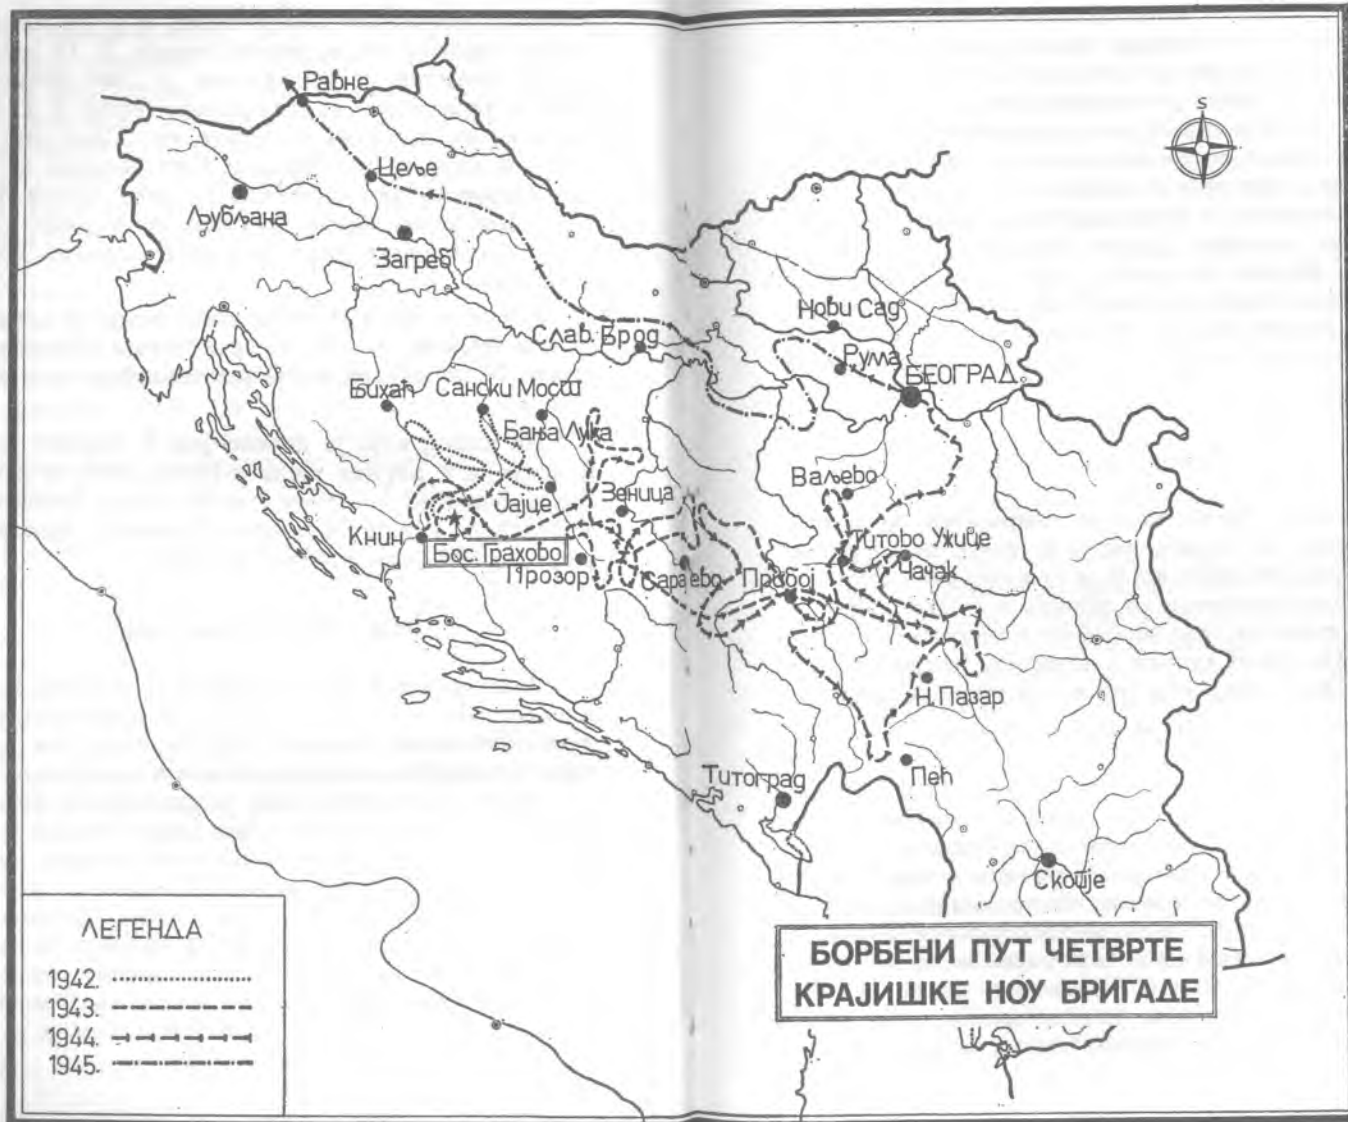 S
Равне
Цеље
Љубљана
Загреб
Нови Сад
Слав. Брод
Рума
БЕОГРАД
Бихаћ
Сански Мост
Бања Лука
Ваљево
Јајце
Зеница
Книн
Бос. Грахово
Титово Ужице
Чачак
Прозор
Сарајево
Прибој
Н. Пазар
Титоград
Пећ
Скопје
ЛЕГЕНДА
1942.
1943.
1944.
1945.
БОРБЕНИ ПУТ ЧЕТВРТЕ
КРАЈИШКЕ НОУ БРИГАДЕ